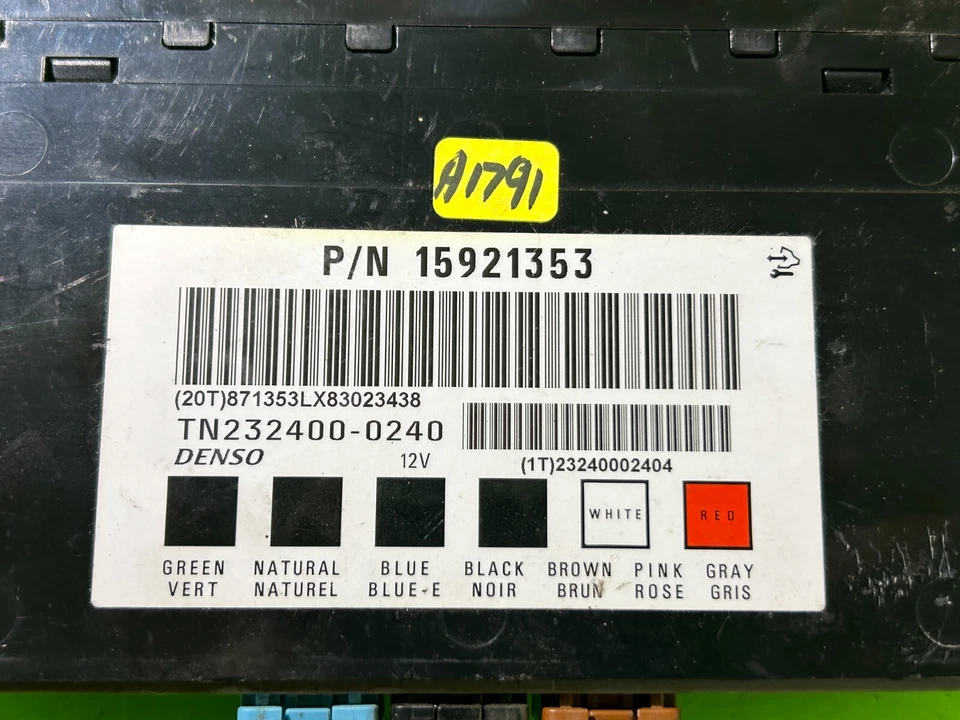 A1791
P/N 15921353
(20T)871353LX83023438
TN232400-0240
DENSO 12V (1T)23240002404
WHITE RED
GREEN NATURAL BLUE BLACK BROWN PINK GRAY
VERT NATUREL BLUE-E NOIR BRUN ROSE GRIS